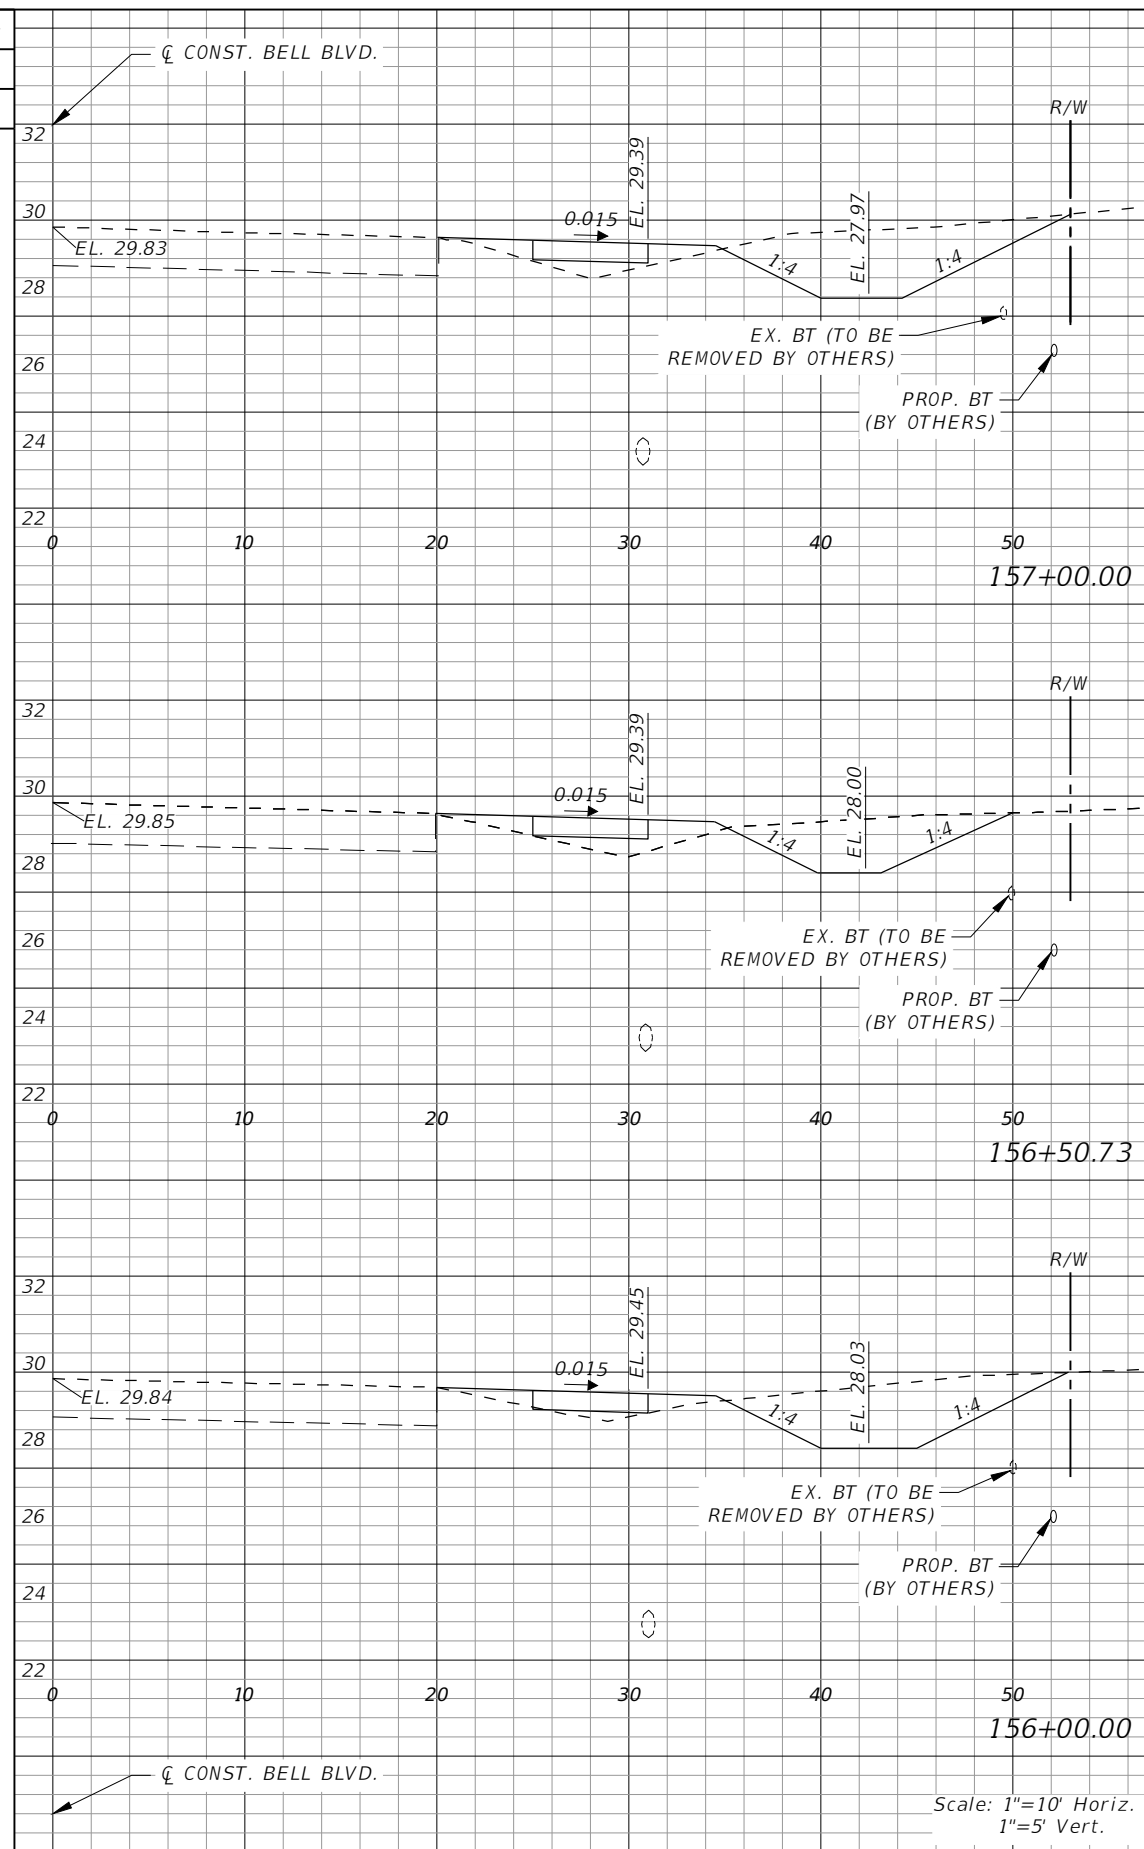 ℄ CONST. BELL BLVD.
R/W
32
EL. 29.39
EL. 27.97
30
0.015
EL. 29.83
1:4
1:4
28
EX. BT (TO BE
REMOVED BY OTHERS)
26
PROP. BT
(BY OTHERS)
24
22
0 10 20 30 40 50
157+00.00
R/W
32
EL. 29.39
EL. 28.00
30
0.015
EL. 29.85
1:4
1:4
28
EX. BT (TO BE
REMOVED BY OTHERS)
26
PROP. BT
(BY OTHERS)
24
22
0 10 20 30 40 50
156+50.73
R/W
32
EL. 29.45
EL. 28.03
30
0.015
EL. 29.84
1:4
1:4
28
EX. BT (TO BE
REMOVED BY OTHERS)
26
PROP. BT
(BY OTHERS)
24
22
0 10 20 30 40 50
156+00.00
℄ CONST. BELL BLVD.
Scale: 1"=10' Horiz.
1"=5' Vert.